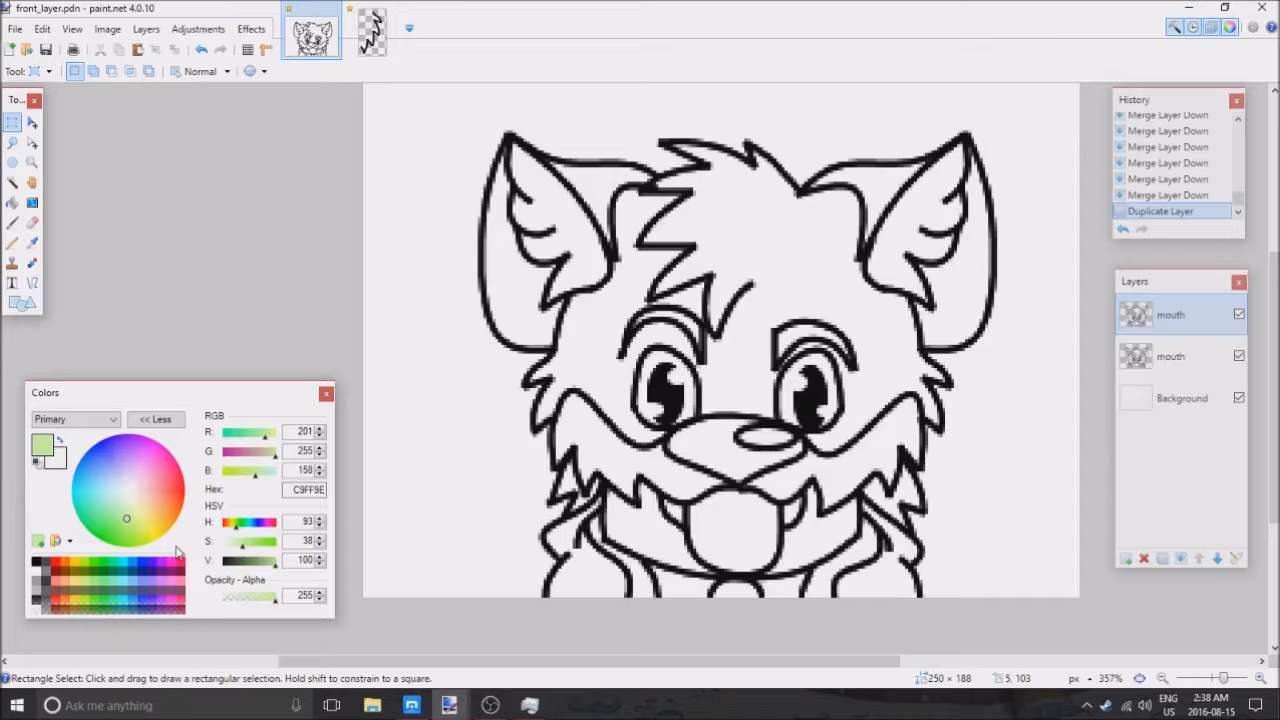 front_layer.pdn - paint.net 4.0.10
File Edit View Image Layers Adjustments Effects
Tool: Normal
To...
History
Merge Layer Down
Merge Layer Down
Merge Layer Down
Merge Layer Down
Merge Layer Down
Merge Layer Down
Duplicate Layer
Layers
mouth
mouth
Background
Colors
Primary << Less
RGB
R: 201
G: 255
B: 158
Hex: C9FF9E
HSV
H: 93
S: 38
V: 100
Opacity - Alpha
255
Rectangle Select: Click and drag to draw a rectangular selection. Hold shift to constrain to a square. 250 × 188 5, 103 px 357%
Ask me anything
ENG 2:38 AM
US 2016-08-15